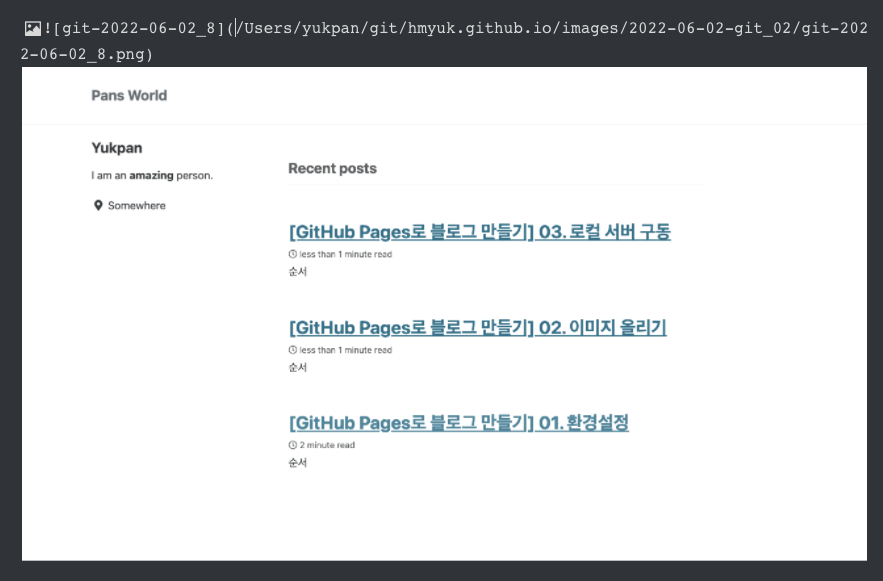 ![git-2022-06-02_8](/Users/yukpan/git/hmyuk.github.io/images/2022-06-02-git_02/git-202
2-06-02_8.png)
Pans World
Yukpan
I am an amazing person.
Somewhere
Recent posts
[GitHub Pages로 블로그 만들기] 03. 로컬 서버 구동
less than 1 minute read
순서
[GitHub Pages로 블로그 만들기] 02. 이미지 올리기
less than 1 minute read
순서
[GitHub Pages로 블로그 만들기] 01. 환경설정
2 minute read
순서